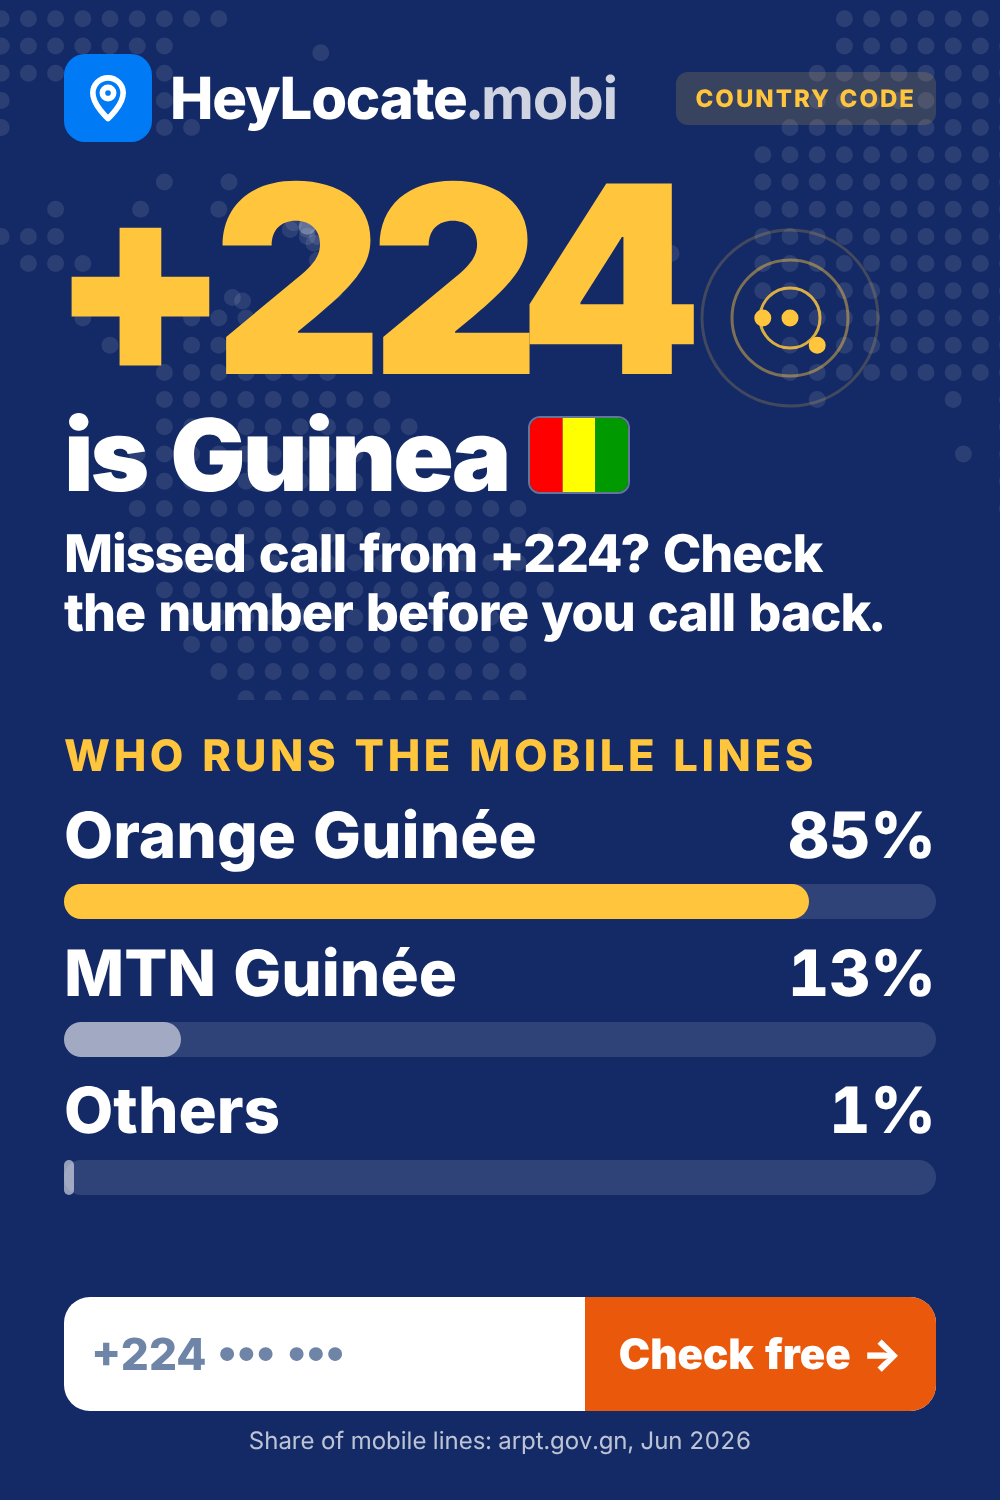 HeyLocate.mobi
COUNTRY CODE
+224
is Guinea
Missed call from +224? Check
the number before you call back.
WHO RUNS THE MOBILE LINES
Orange Guinée 85%
MTN Guinée 13%
Others 1%
+224 ••• •••
Check free →
Share of mobile lines: arpt.gov.gn, Jun 2026